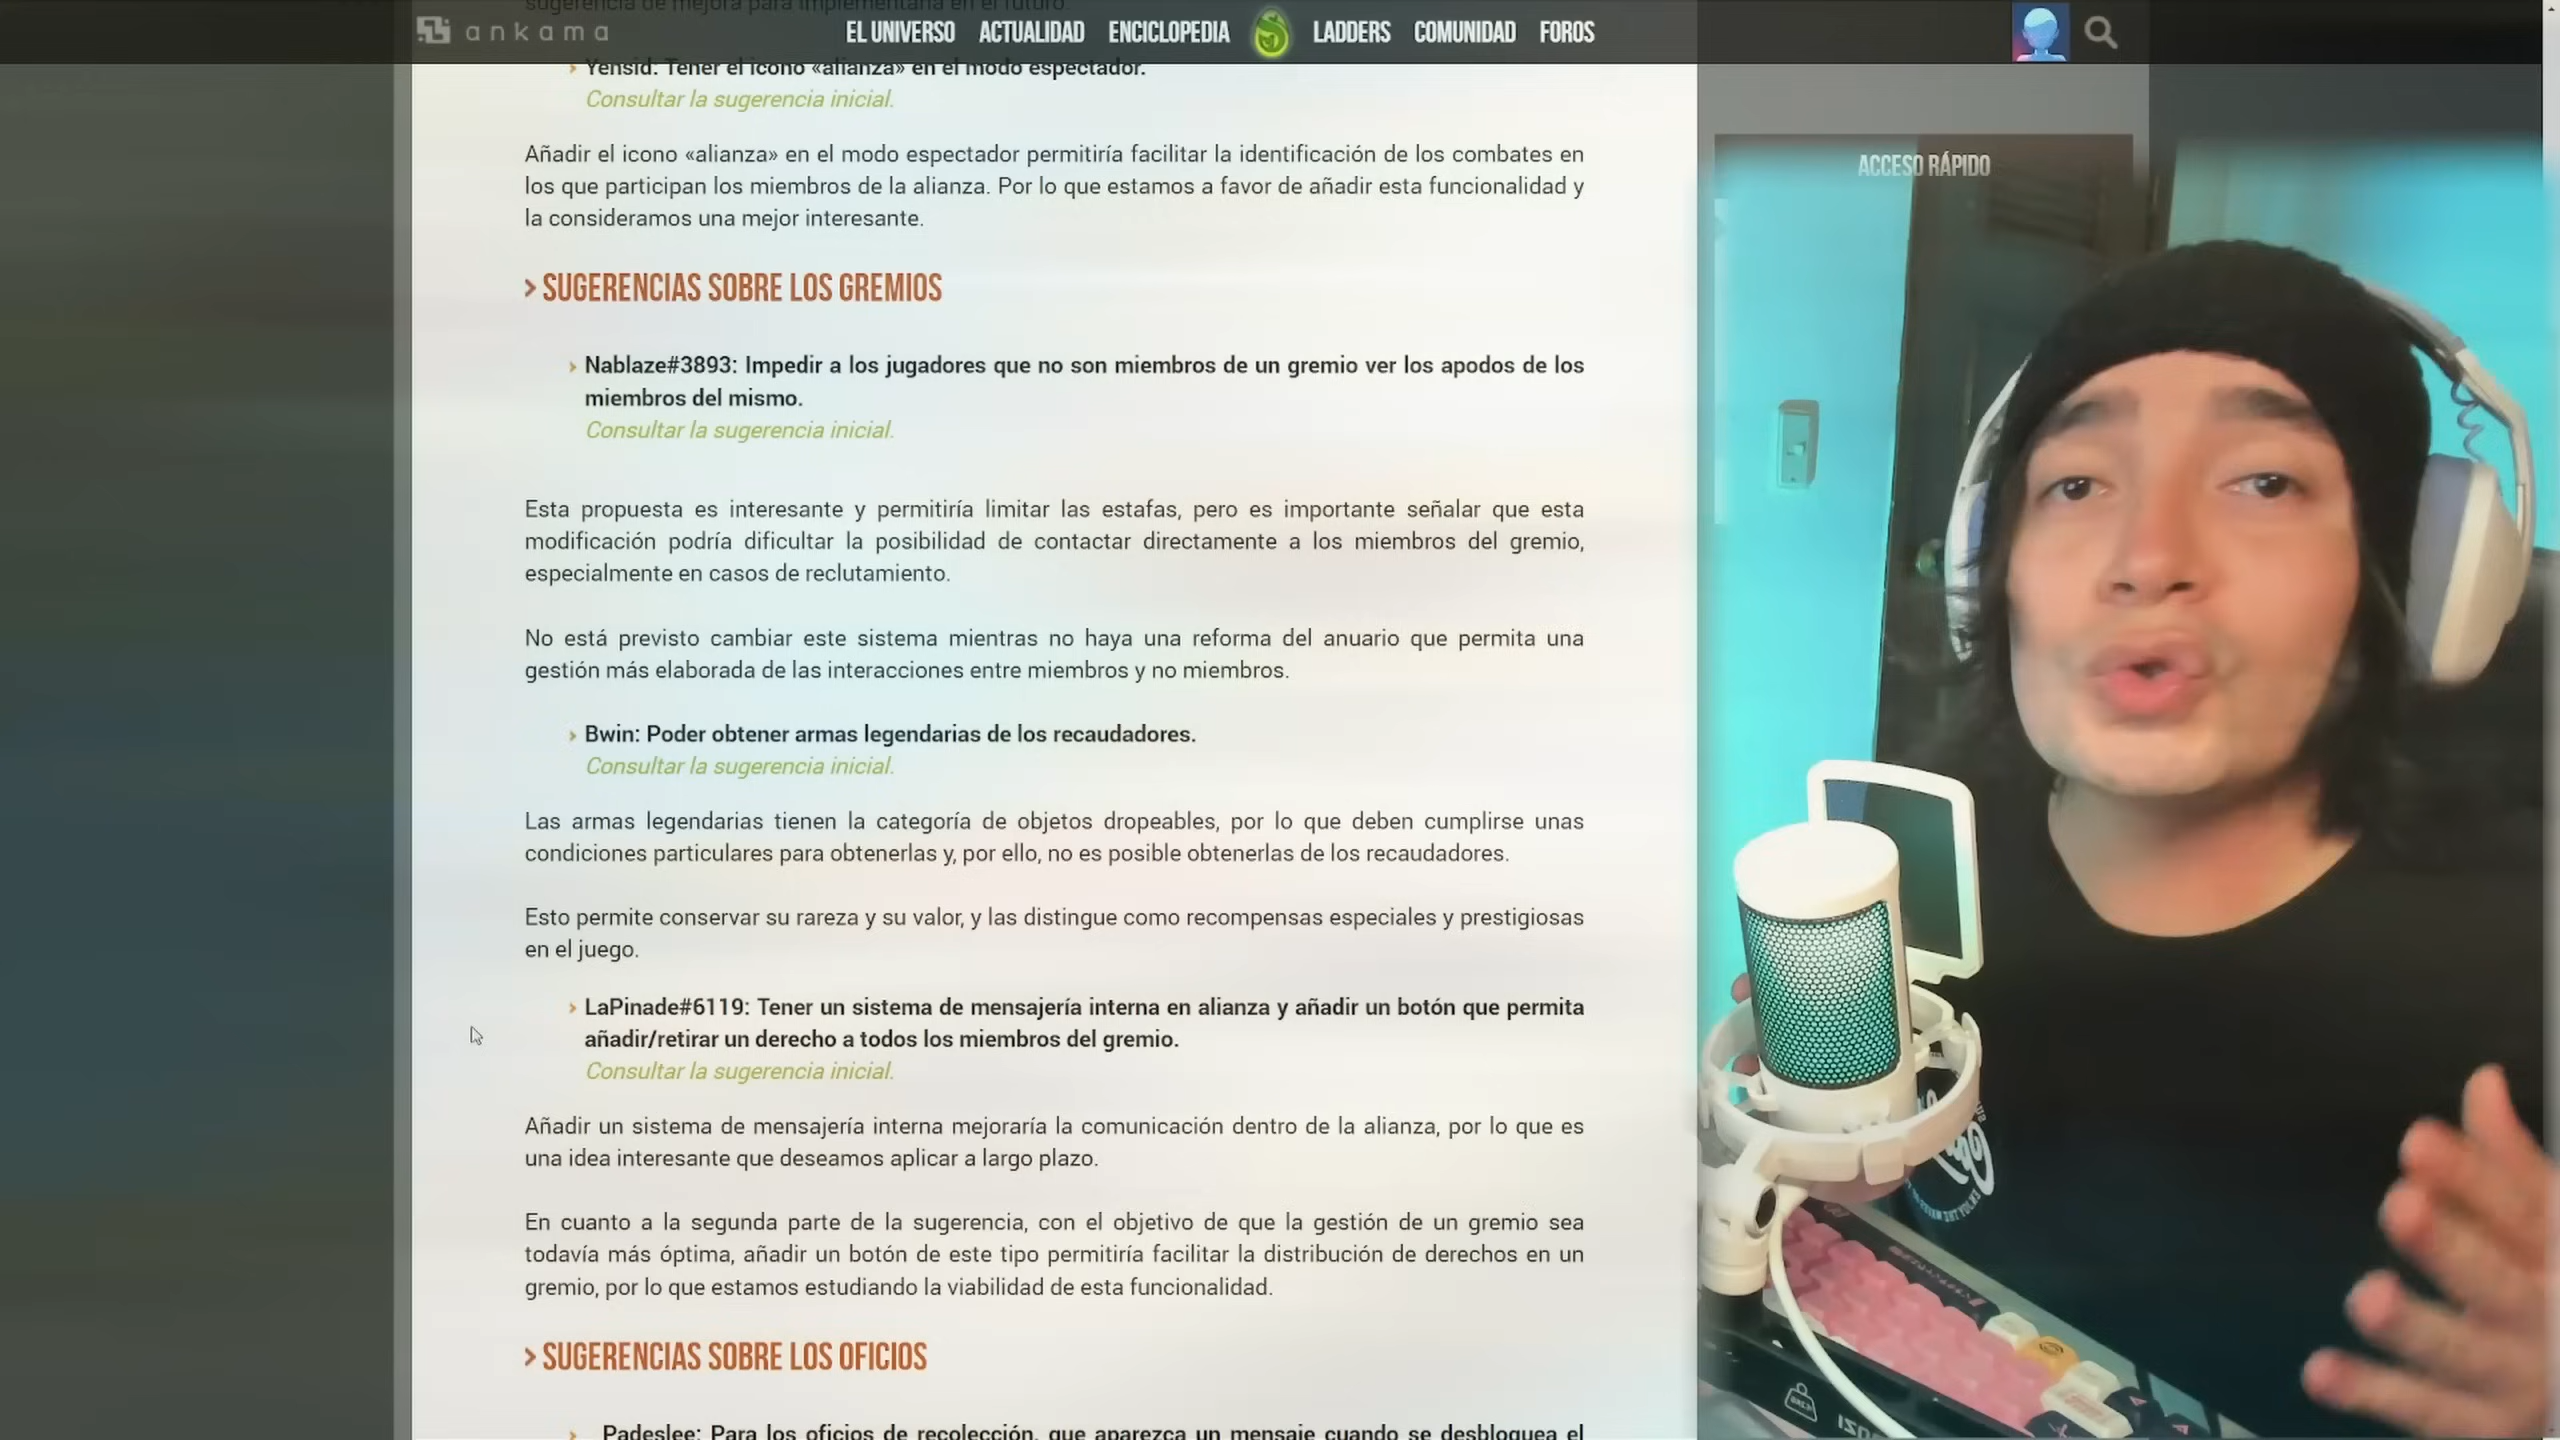 sugerencia de mejora para implementarla en el futuro.
ankama
EL UNIVERSO ACTUALIDAD ENCICLOPEDIA LADDERS COMUNIDAD FOROS
› Yensid: Tener el icono «alianza» en el modo espectador.
Consultar la sugerencia inicial.
Añadir el icono «alianza» en el modo espectador permitiría facilitar la identificación de los combates en
los que participan los miembros de la alianza. Por lo que estamos a favor de añadir esta funcionalidad y
la consideramos una mejor interesante.
ACCESO RÁPIDO
> SUGERENCIAS SOBRE LOS GREMIOS
› Nablaze#3893: Impedir a los jugadores que no son miembros de un gremio ver los apodos de los
miembros del mismo.
Consultar la sugerencia inicial.
Esta propuesta es interesante y permitiría limitar las estafas, pero es importante señalar que esta
modificación podría dificultar la posibilidad de contactar directamente a los miembros del gremio,
especialmente en casos de reclutamiento.
No está previsto cambiar este sistema mientras no haya una reforma del anuario que permita una
gestión más elaborada de las interacciones entre miembros y no miembros.
› Bwin: Poder obtener armas legendarias de los recaudadores.
Consultar la sugerencia inicial.
Las armas legendarias tienen la categoría de objetos dropeables, por lo que deben cumplirse unas
condiciones particulares para obtenerlas y, por ello, no es posible obtenerlas de los recaudadores.
Esto permite conservar su rareza y su valor, y las distingue como recompensas especiales y prestigiosas
en el juego.
› LaPinade#6119: Tener un sistema de mensajería interna en alianza y añadir un botón que permita
añadir/retirar un derecho a todos los miembros del gremio.
Consultar la sugerencia inicial.
Añadir un sistema de mensajería interna mejoraría la comunicación dentro de la alianza, por lo que es
una idea interesante que deseamos aplicar a largo plazo.
En cuanto a la segunda parte de la sugerencia, con el objetivo de que la gestión de un gremio sea
todavía más óptima, añadir un botón de este tipo permitiría facilitar la distribución de derechos en un
gremio, por lo que estamos estudiando la viabilidad de esta funcionalidad.
> SUGERENCIAS SOBRE LOS OFICIOS
› Padeslee: Para los oficios de recolección, que aparezca un mensaje cuando se desbloquea el